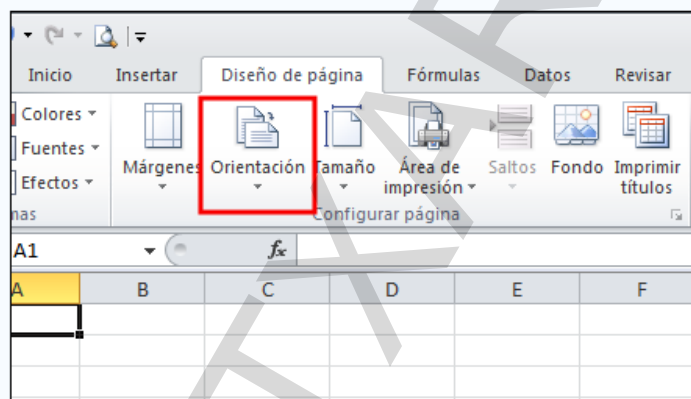 Inicio Insertar Diseño de página Fórmulas Datos Revisar
Colores
Fuentes
Efectos
Márgenes Orientación Tamaño Área de impresión Saltos Fondo Imprimir títulos
Configurar página
A1 fx
A B C D E F